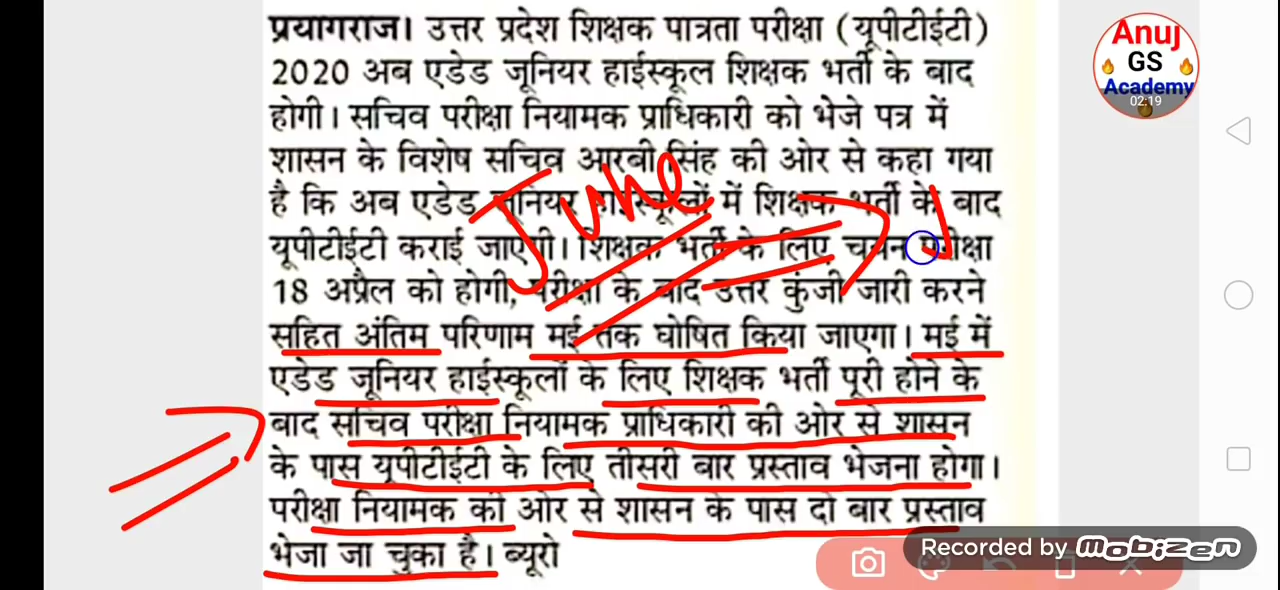 प्रयागराज। उत्तर प्रदेश शिक्षक पात्रता परीक्षा (यूपीटीईटी)
2020 अब एडेड जूनियर हाईस्कूल शिक्षक भर्ती के बाद
होगी। सचिव परीक्षा नियामक प्राधिकारी को भेजे पत्र में
शासन के विशेष सचिव आरबी सिंह की ओर से कहा गया
है कि अब एडेड जूनियर हाईस्कूलों में शिक्षक भर्ती के बाद
यूपीटीईटी कराई जाएगी। शिक्षक भर्ती के लिए चयन परीक्षा
18 अप्रैल को होगी, परीक्षा के बाद उत्तर कुंजी जारी करने
सहित अंतिम परिणाम मई तक घोषित किया जाएगा। मई में
एडेड जूनियर हाईस्कूलों के लिए शिक्षक भर्ती पूरी होने के
बाद सचिव परीक्षा नियामक प्राधिकारी की ओर से शासन
के पास यूपीटीईटी के लिए तीसरी बार प्रस्ताव भेजना होगा।
परीक्षा नियामक की ओर से शासन के पास दो बार प्रस्ताव
भेजा जा चुका है। ब्यूरो
June
Anuj
GS
Academy
02:19
Recorded by Mobizen